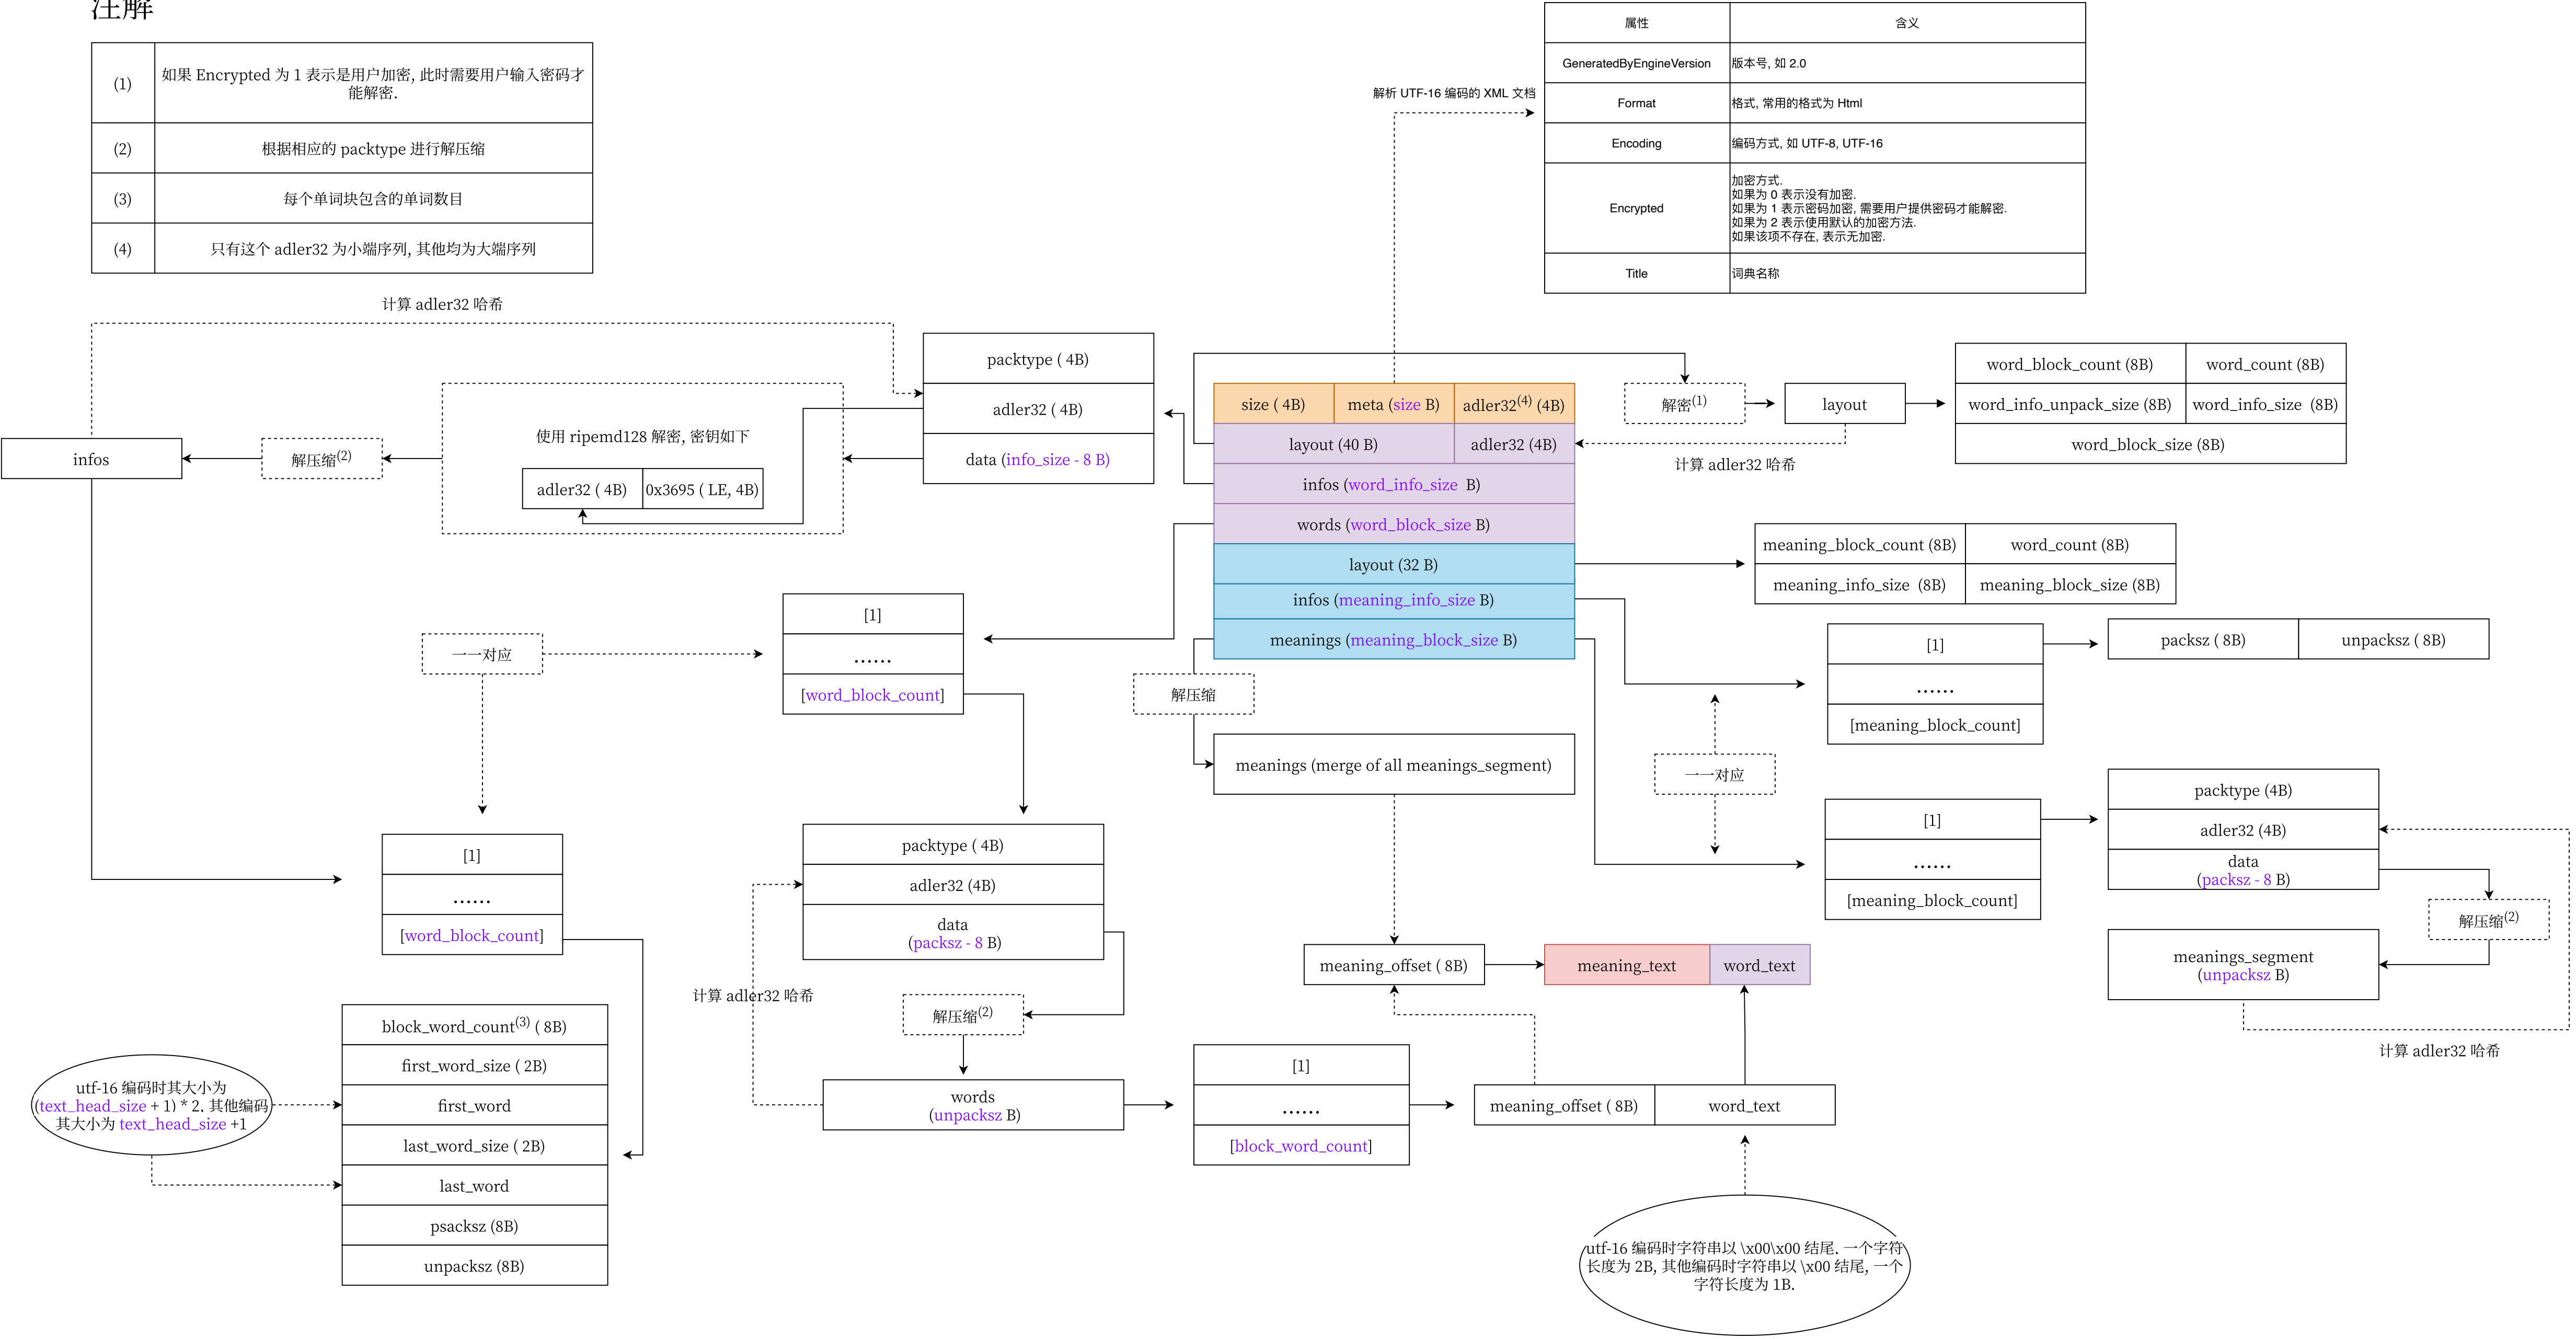 注解
(1)
如果 Encrypted 为 1 表示是用户加密, 此时需要用户输入密码才
能解密.
(2)
根据相应的 packtype 进行解压缩
(3)
每个单词块包含的单词数目
(4)
只有这个 adler32 为小端序列, 其他均为大端序列
属性
含义
GeneratedByEngineVersion
版本号, 如 2.0
Format
格式, 常用的格式为 Html
Encoding
编码方式, 如 UTF-8, UTF-16
Encrypted
加密方式.
如果为 0 表示没有加密.
如果为 1 表示密码加密, 需要用户提供密码才能解密.
如果为 2 表示使用默认的加密方法.
如果该项不存在, 表示无加密.
Title
词典名称
解析 UTF-16 编码的 XML 文档
计算 adler32 哈希
packtype ( 4B)
adler32 ( 4B)
data (info_size - 8 B)
使用 ripemd128 解密, 密钥如下
adler32 ( 4B)
0x3695 ( LE, 4B)
解压缩(2)
infos
size ( 4B)
meta (size B)
adler32(4) (4B)
layout (40 B)
adler32 (4B)
infos (word_info_size  B)
words (word_block_size B)
layout (32 B)
infos (meaning_info_size B)
meanings (meaning_block_size B)
解密(1)
layout
计算 adler32 哈希
word_block_count (8B)
word_count (8B)
word_info_unpack_size (8B)
word_info_size  (8B)
word_block_size (8B)
meaning_block_count (8B)
word_count (8B)
meaning_info_size  (8B)
meaning_block_size (8B)
[1]
......
[meaning_block_count]
packsz ( 8B)
unpacksz ( 8B)
一一对应
[1]
......
[meaning_block_count]
packtype (4B)
adler32 (4B)
data
(packsz - 8 B)
解压缩(2)
meanings_segment
(unpacksz B)
计算 adler32 哈希
解压缩
meanings (merge of all meanings_segment)
meaning_offset ( 8B)
meaning_text
word_text
一一对应
[1]
......
[word_block_count]
packtype ( 4B)
adler32 (4B)
data
(packsz - 8 B)
计算 adler32 哈希
解压缩(2)
words
(unpacksz B)
[1]
......
[block_word_count]
meaning_offset ( 8B)
word_text
utf-16 编码时字符串以 \x00\x00 结尾. 一个字符
长度为 2B, 其他编码时字符串以 \x00 结尾, 一个
字符长度为 1B.
[1]
......
[word_block_count]
block_word_count(3) ( 8B)
first_word_size ( 2B)
first_word
last_word_size ( 2B)
last_word
psacksz (8B)
unpacksz (8B)
utf-16 编码时其大小为
(text_head_size + 1) * 2. 其他编码
其大小为 text_head_size +1